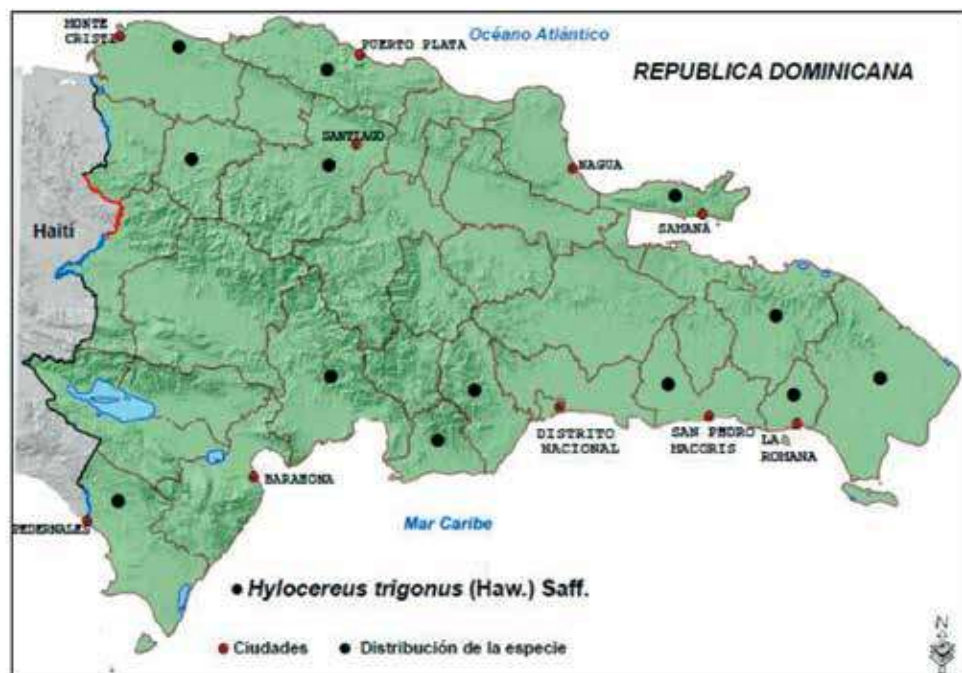 MONTE
CRISTI
PUERTO PLATA
Océano Atlántico
REPUBLICA DOMINICANA
SANTIAGO
NAGUA
Haití
SAMANÁ
DISTRITO
NACIONAL
SAN PEDRO
MACORIS
LA
ROMANA
BARAHONA
PEDERNALES
Mar Caribe
Hylocereus trigonus (Haw.) Saff.
Ciudades
Distribución de la especie
N